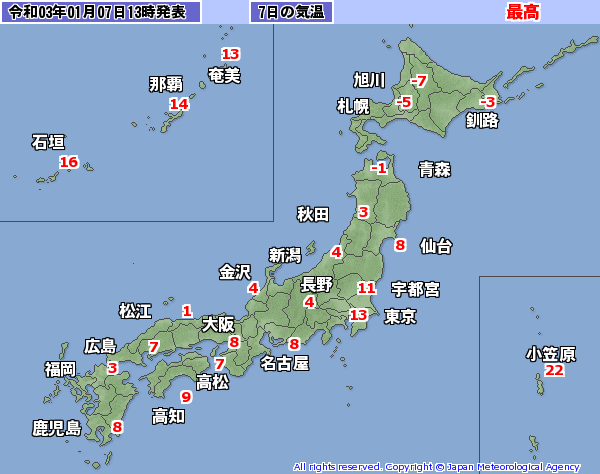 令和03年01月07日13時発表
7日の気温
最高
13
奄美
那覇
14
石垣
16
旭川
-7
札幌
-5
-3
釧路
-1
青森
秋田
3
8
仙台
新潟
4
金沢
4
長野
4
11
宇都宮
13
東京
松江
1
大阪
8
広島
7
8
名古屋
福岡
3
7
高松
9
高知
鹿児島
8
小笠原
22
All rights reserved. Copyright © Japan Meteorological Agency